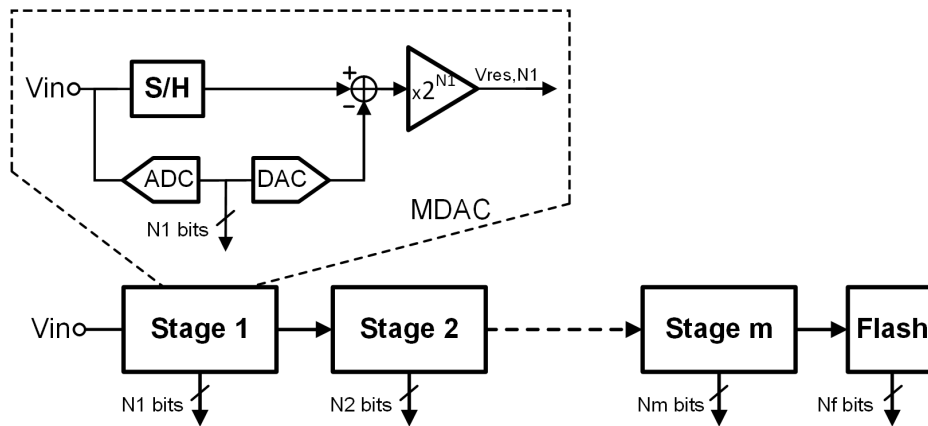 Vin S/H + - x2^N1 Vres,N1
ADC DAC
N1 bits MDAC
Vin Stage 1 Stage 2 Stage m Flash
N1 bits N2 bits Nm bits Nf bits